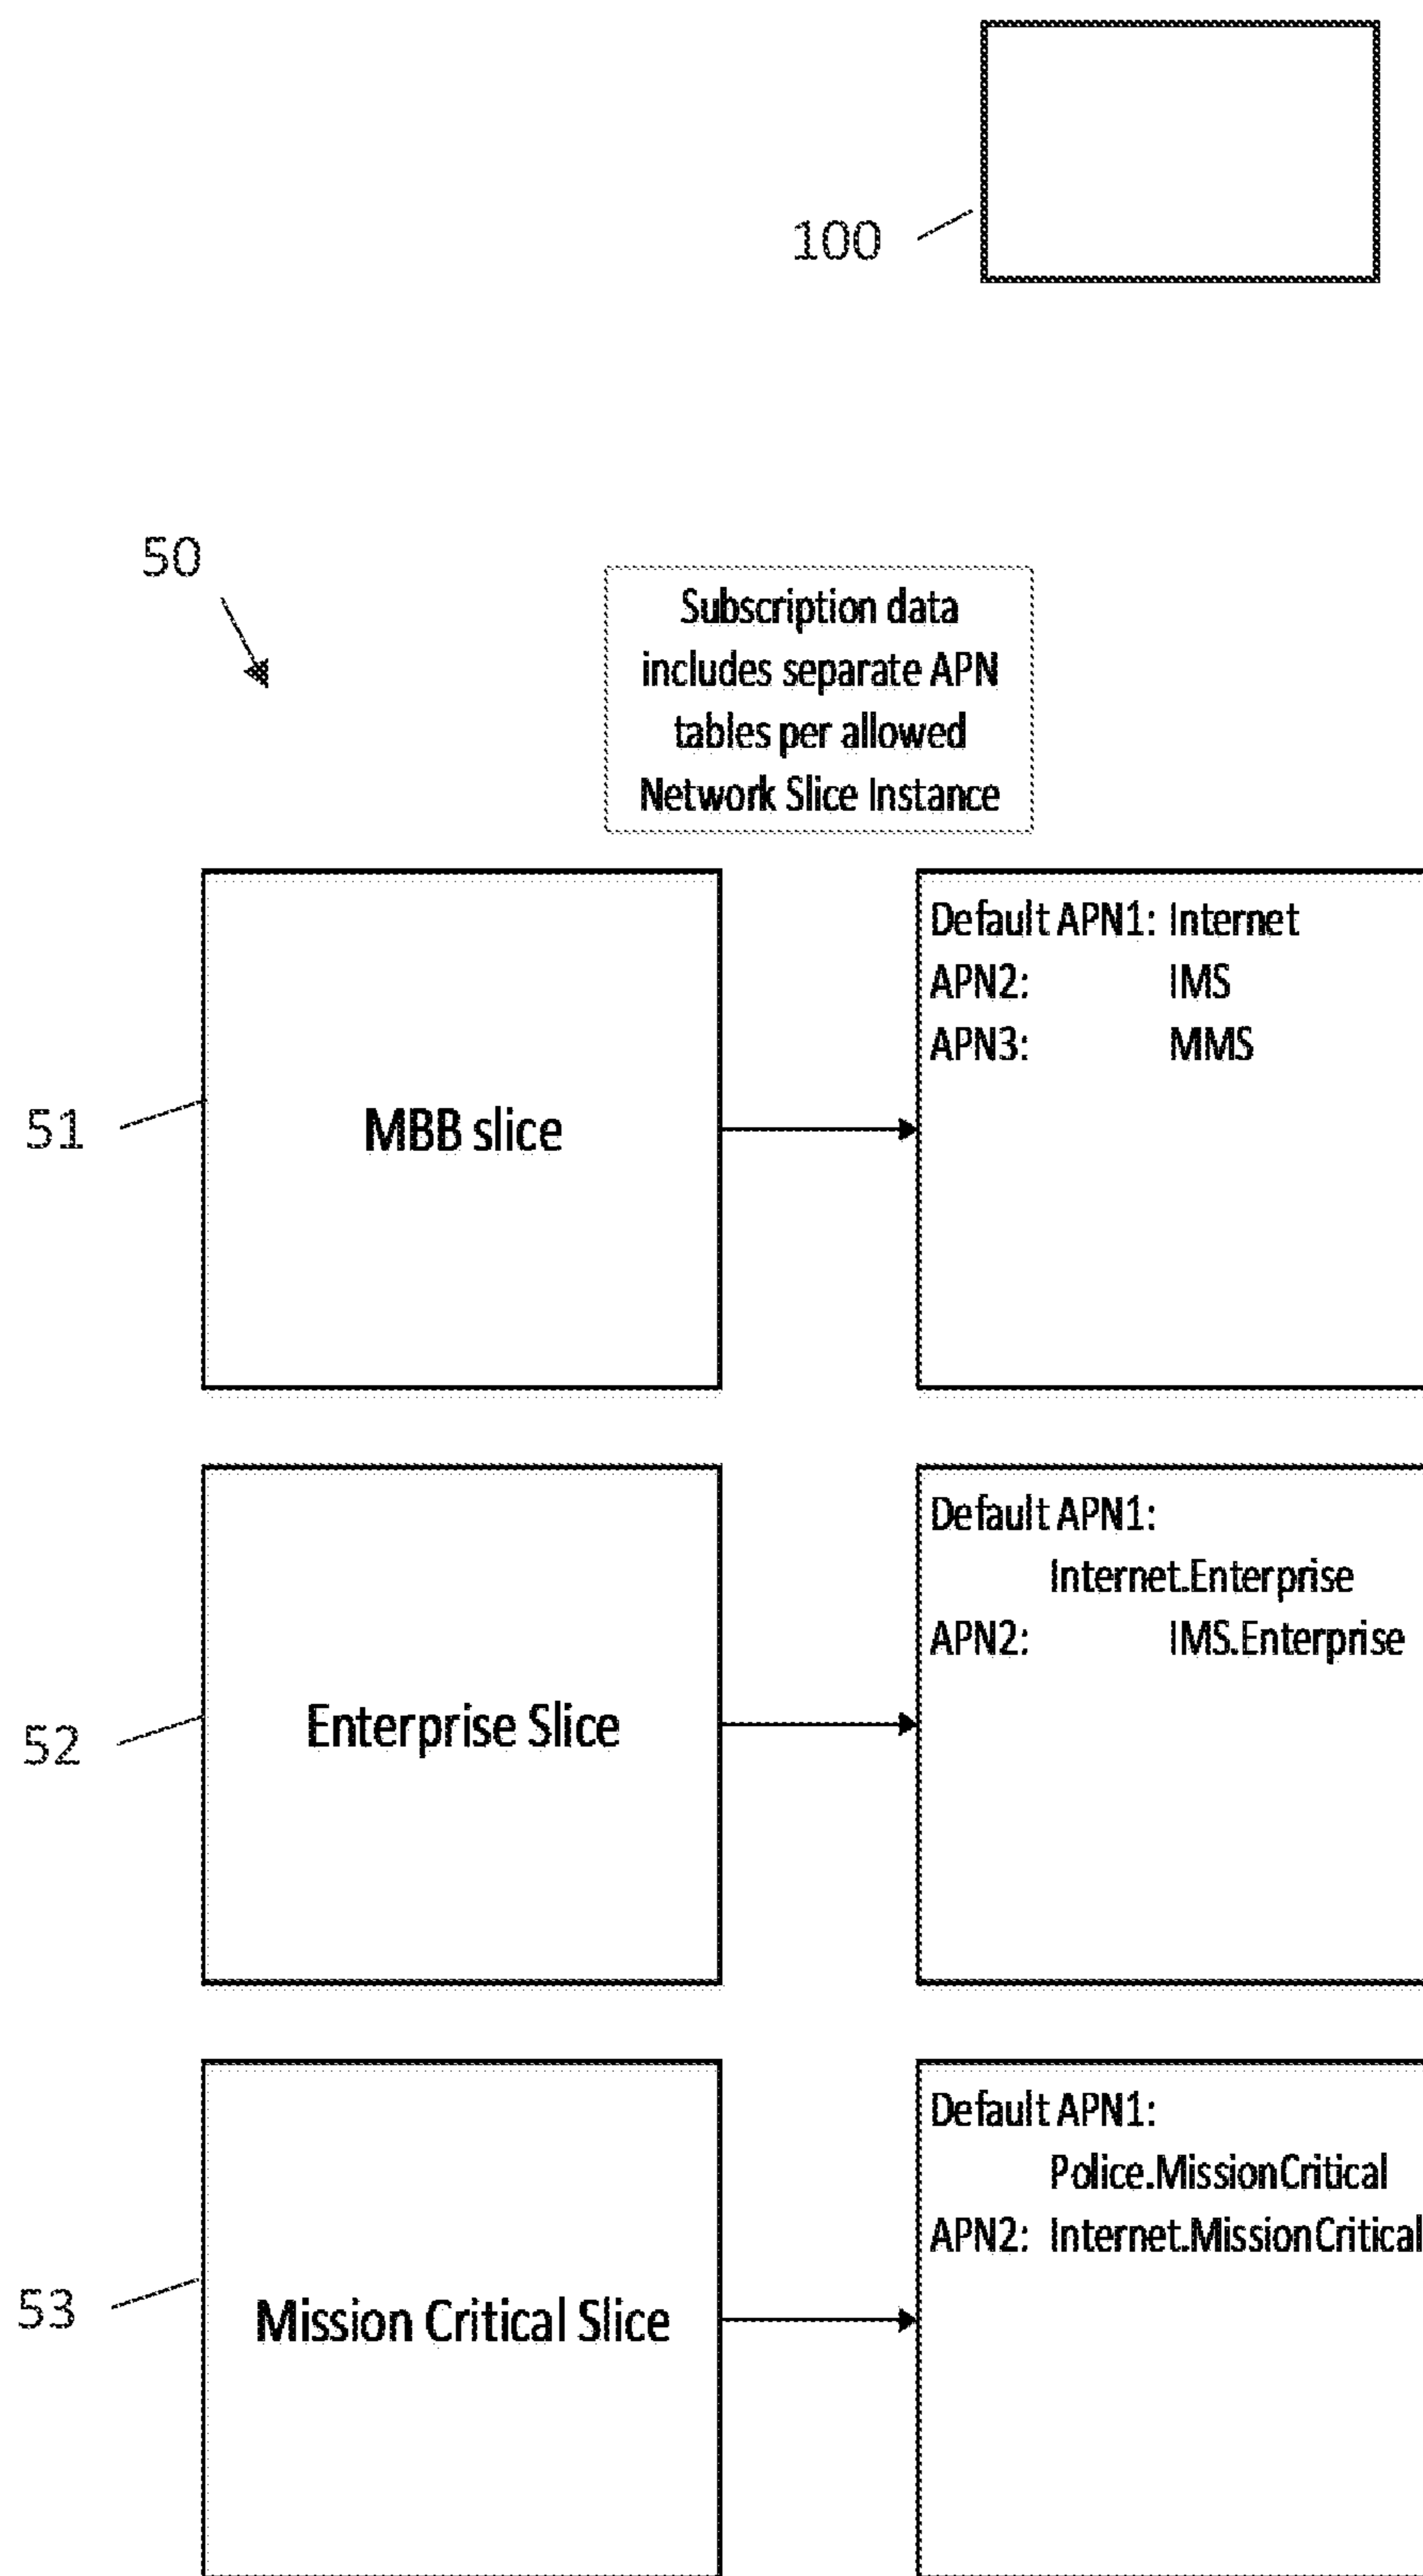 100
50
Subscription data
includes separate APN
tables per allowed
Network Slice Instance
51
MBB slice
Default APN1: Internet
APN2: IMS
APN3: MMS
52
Enterprise Slice
Default APN1:
Internet.Enterprise
APN2: IMS.Enterprise
53
Mission Critical Slice
Default APN1:
Police.MissionCritical
APN2: Internet.MissionCritical